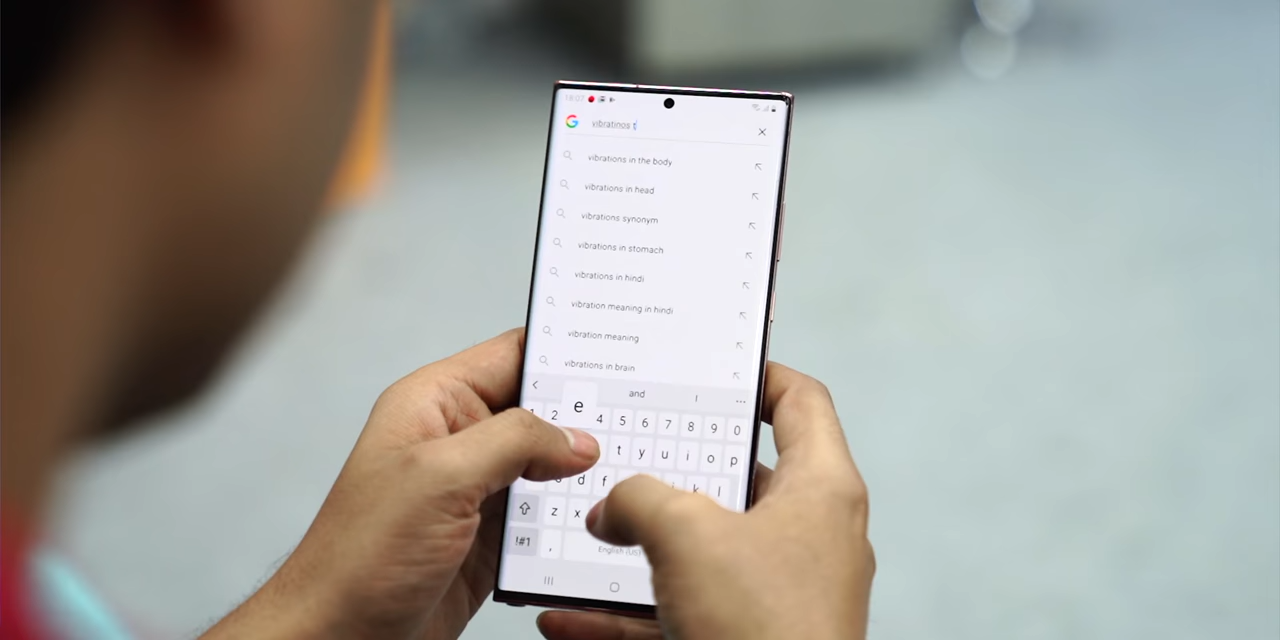 18:07
vibratinos t
vibrations in the body
vibrations in head
vibrations synonym
vibrations in stomach
vibrations in hindi
vibration meaning in hindi
vibration meaning
vibrations in brain
and I
e
1 2 4 5 6 7 8 9 0
t y u i o p
s d f j k l
z x
!#1 , English (US)